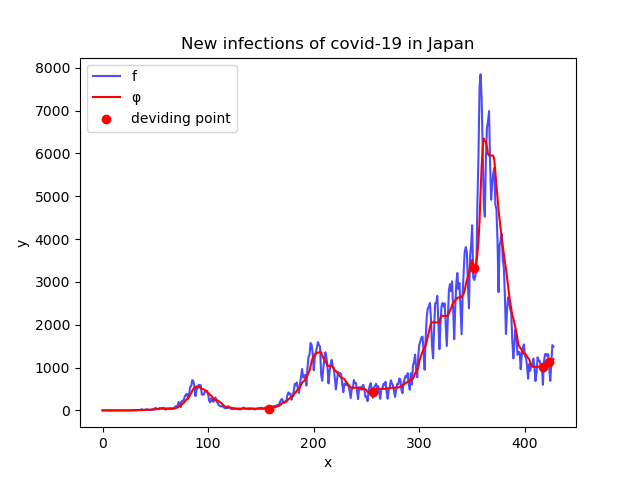 New infections of covid-19 in Japan
f
φ
deviding point
8000
7000
6000
5000
4000
3000
2000
1000
0
y
0 100 200 300 400
x